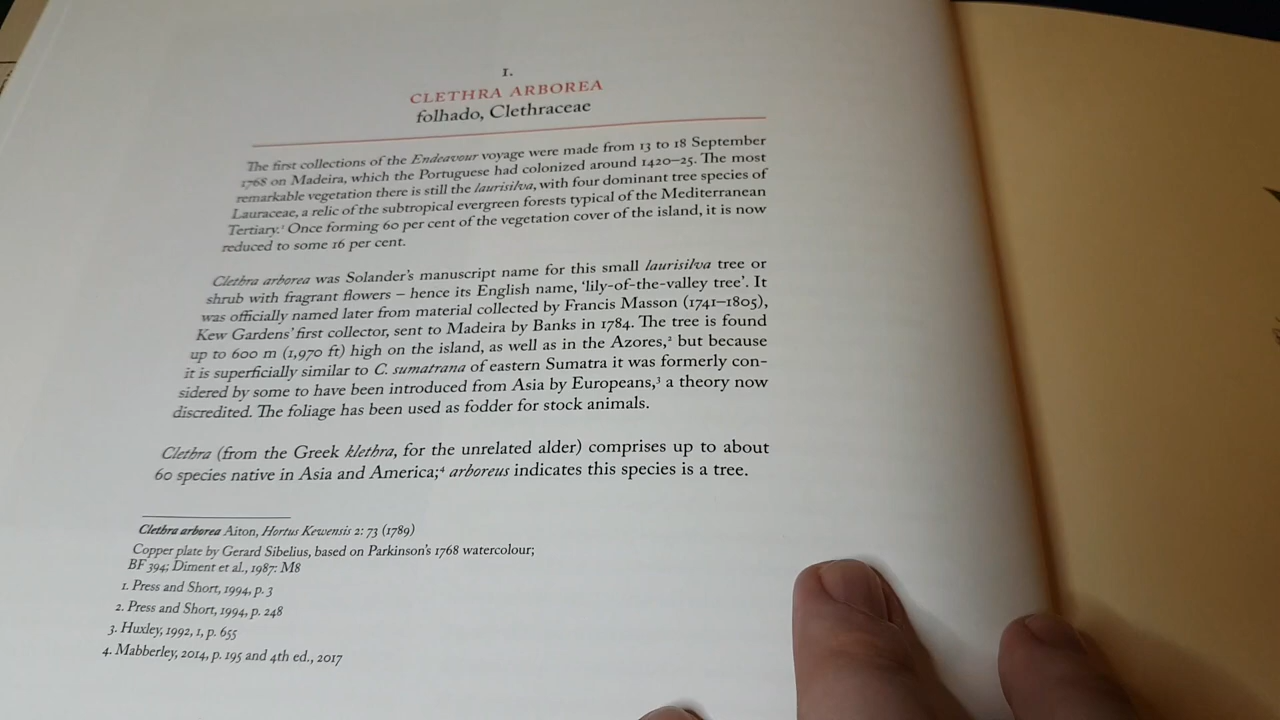 1.
CLETHRA ARBOREA
folhado, Clethraceae
The first collections of the Endeavour voyage were made from 13 to 18 September
1768 on Madeira, which the Portuguese had colonized around 1420–25. The most
remarkable vegetation there is still the laurisilva, with four dominant tree species of
Lauraceae, a relic of the subtropical evergreen forests typical of the Mediterranean
Tertiary.¹ Once forming 60 per cent of the vegetation cover of the island, it is now
reduced to some 16 per cent.
Clethra arborea was Solander's manuscript name for this small laurisilva tree or
shrub with fragrant flowers – hence its English name, 'lily-of-the-valley tree'. It
was officially named later from material collected by Francis Masson (1741–1805),
Kew Gardens' first collector, sent to Madeira by Banks in 1784. The tree is found
up to 600 m (1,970 ft) high on the island, as well as in the Azores,² but because
it is superficially similar to C. sumatrana of eastern Sumatra it was formerly con-
sidered by some to have been introduced from Asia by Europeans,³ a theory now
discredited. The foliage has been used as fodder for stock animals.
Clethra (from the Greek klethra, for the unrelated alder) comprises up to about
60 species native in Asia and America;⁴ arboreus indicates this species is a tree.
Clethra arborea Aiton, Hortus Kewensis 2: 73 (1789)
Copper plate by Gerard Sibelius, based on Parkinson's 1768 watercolour;
BF 394; Diment et al., 1987: M8
1. Press and Short, 1994, p. 3
2. Press and Short, 1994, p. 248
3. Huxley, 1992, 1, p. 655
4. Mabberley, 2014, p. 195 and 4th ed., 2017